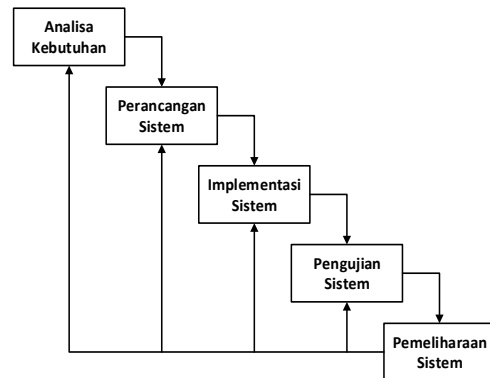 Analisa
Kebutuhan
Perancangan
Sistem
Implementasi
Sistem
Pengujian
Sistem
Pemeliharaan
Sistem